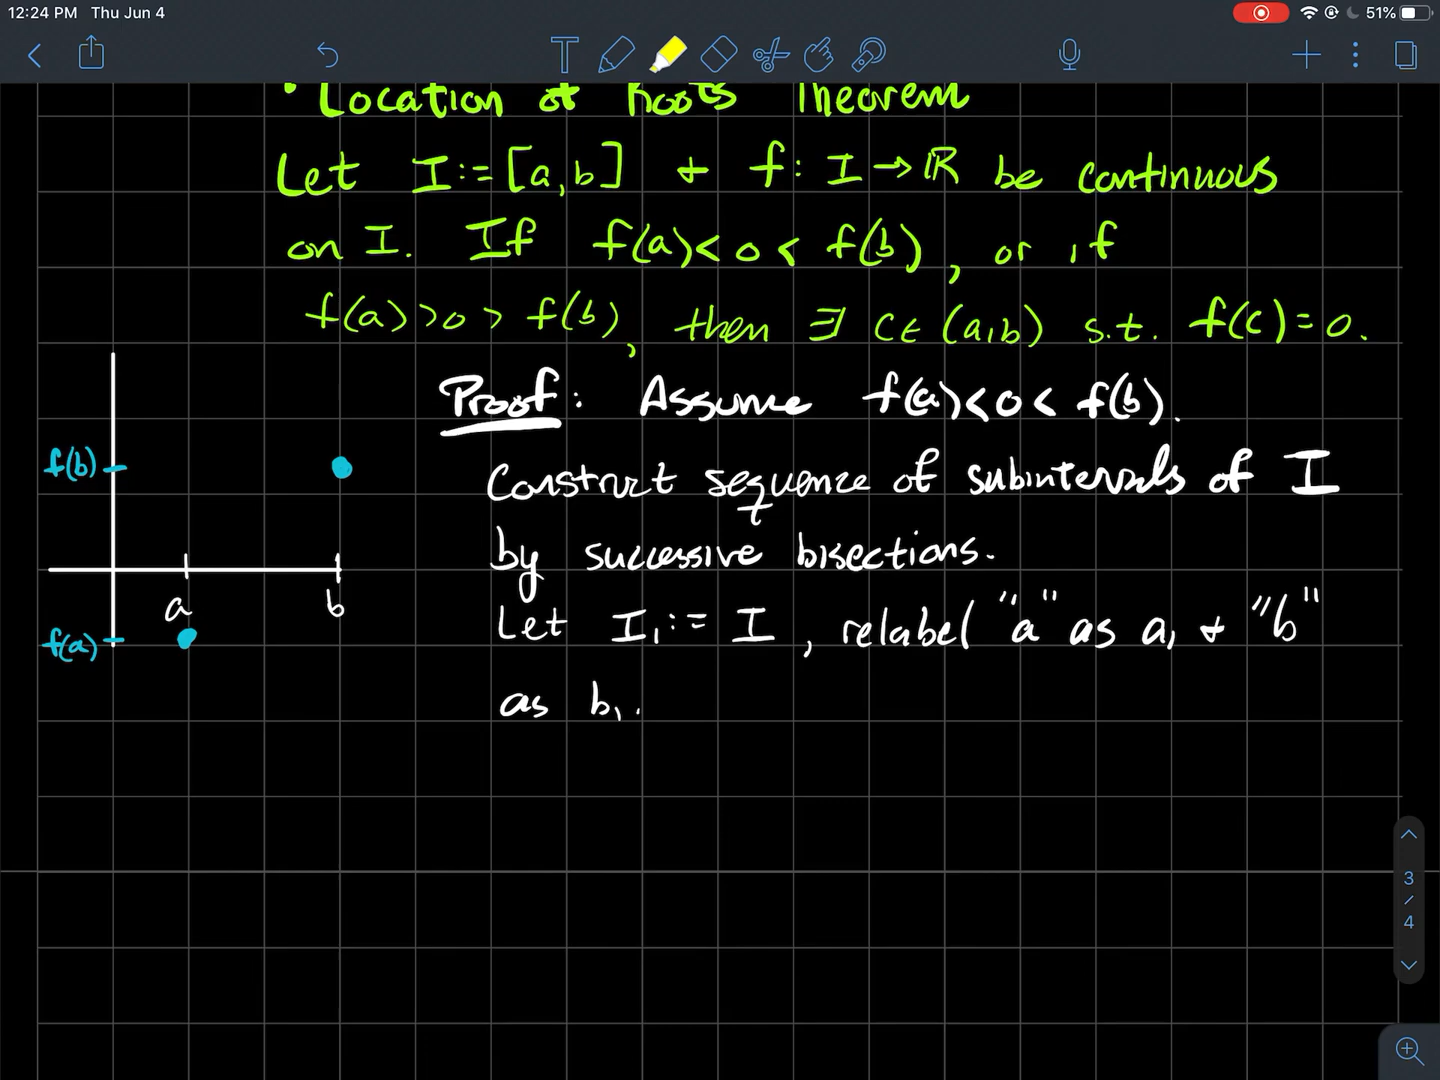 12:24 PM Thu Jun 4
51%
• Location of Roots Theorem
Let I:=[a,b] + f: I→ℝ be continuous
on I. If f(a)<0<f(b), or if
f(a)>0>f(b), then ∃ c∈(a,b) s.t. f(c)=0.
Proof: Assume f(a)<0<f(b).
Construct sequence of subintervals of I
by successive bisections.
Let I₁:= I, relabel "a" as a₁ + "b"
as b₁.
f(b)
a b
f(a)
3
/
4